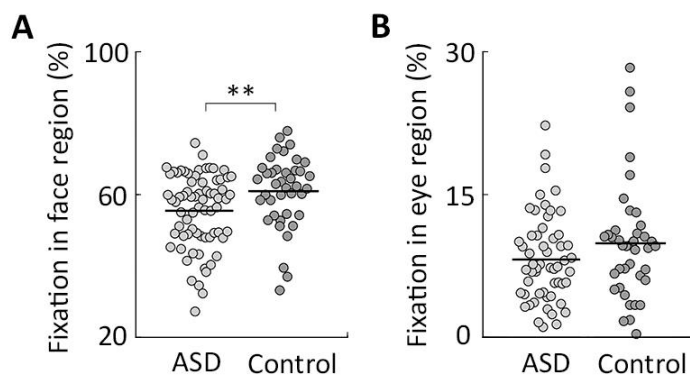 A
Fixation in face region (%)
100
60
20
**
ASD
Control
B
Fixation in eye region (%)
30
15
0
ASD
Control